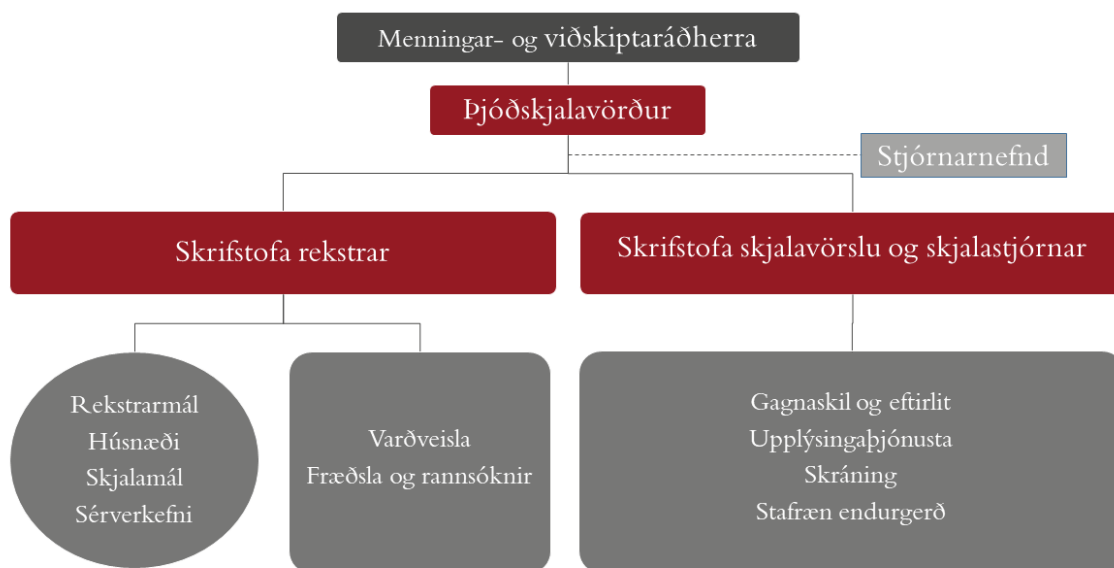 Menningar- og viðskiptaráðherra
Þjóðskjalavörður
Stjórnarnefnd
Skrifstofa rekstrar
Skrifstofa skjalavörslu og skjalastjórnar
Rekstrarmál
Húsnæði
Skjalamál
Sérverkefni
Varðveisla
Fræðsla og rannsóknir
Gagnaskil og eftirlit
Upplýsingaþjónusta
Skráning
Stafræn endurgerð